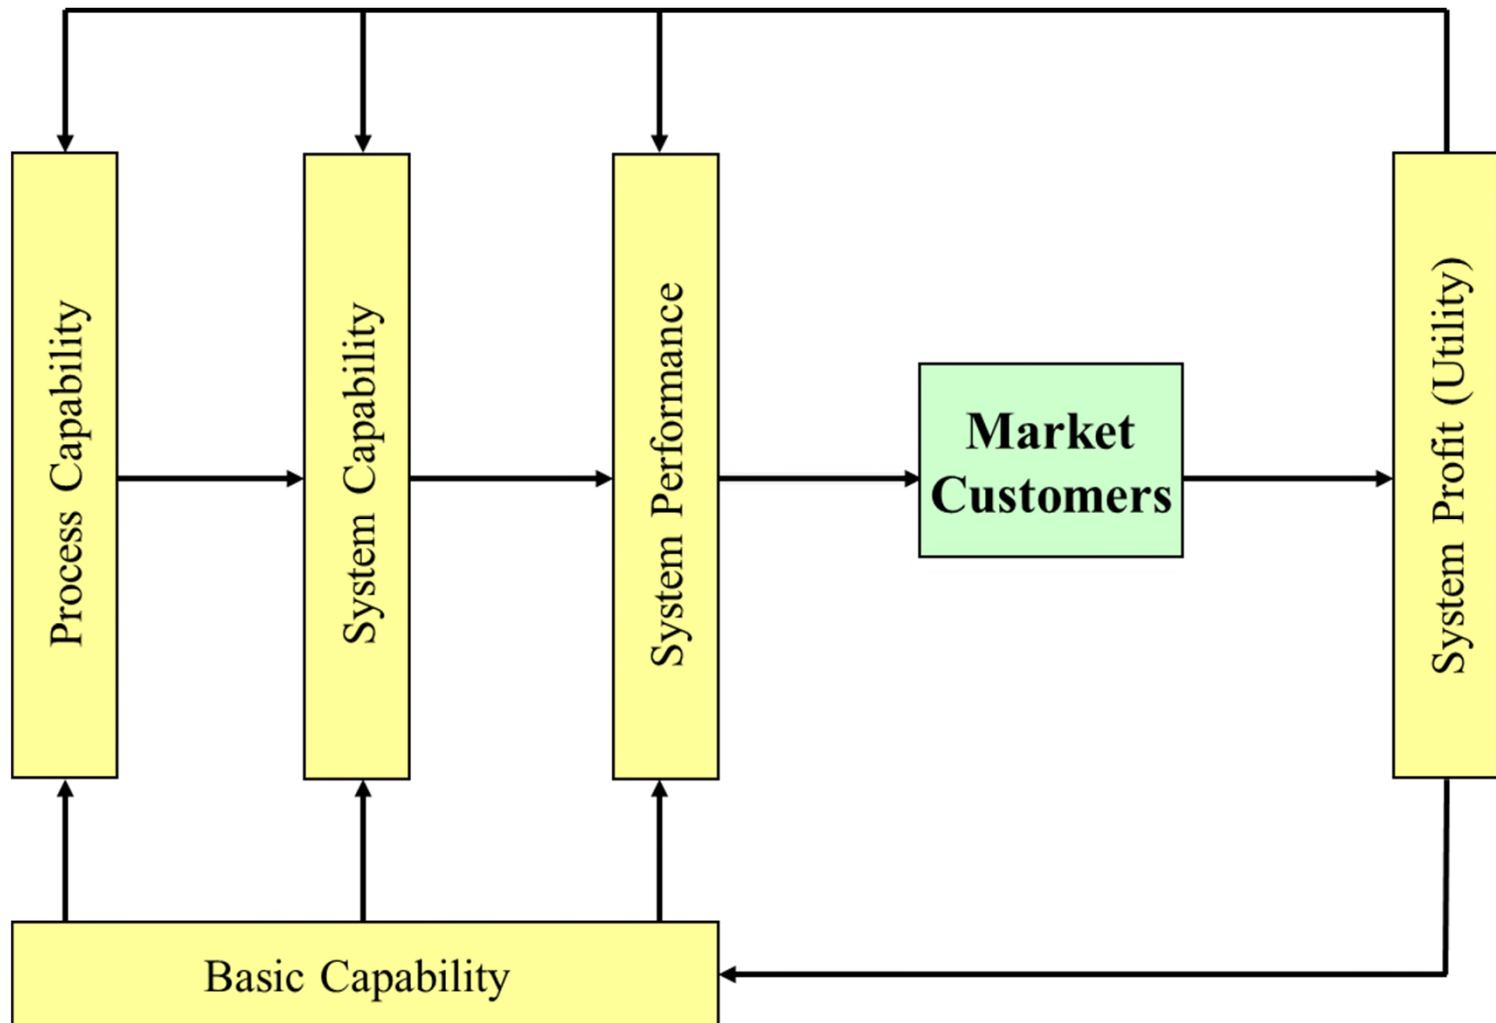 Process Capability
System Capability
System Performance
Market
Customers
System Profit (Utility)
Basic Capability